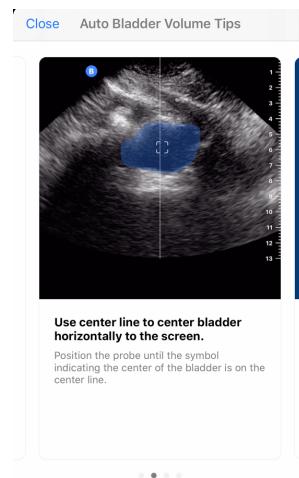 Close Auto Bladder Volume Tips
B
1
2
3
4
5
6
7
8
9
10
11
12
13
Use center line to center bladder
horizontally to the screen.
Position the probe until the symbol
indicating the center of the bladder is on the
center line.